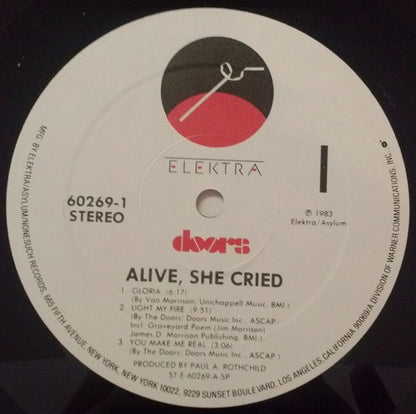 ELEKTRA
60269-1
STEREO
I
℗ 1983
Elektra/Asylum
doors
ALIVE, SHE CRIED
1 GLORIA (6:17)
(By Van Morrison; Unichappell Music, BMI.)
2 LIGHT MY FIRE (9:51)
(By The Doors: Doors Music Inc., ASCAP)
Incl. Graveyard Poem (Jim Morrison)
James D. Morrison Publishing, BMI.)
3 YOU MAKE ME REAL (3:06)
(By The Doors; Doors Music Inc., ASCAP)
PRODUCED BY PAUL A. ROTHCHILD
ST-E-60269-A-SP
MFG. BY ELEKTRA/ASYLUM/NONESUCH RECORDS, 665 FIFTH AVENUE, NEW YORK, NEW YORK 10022, 9229 SUNSET BOULEVARD, LOS ANGELES, CALIFORNIA 90069/A DIVISION OF WARNER COMMUNICATIONS, INC.